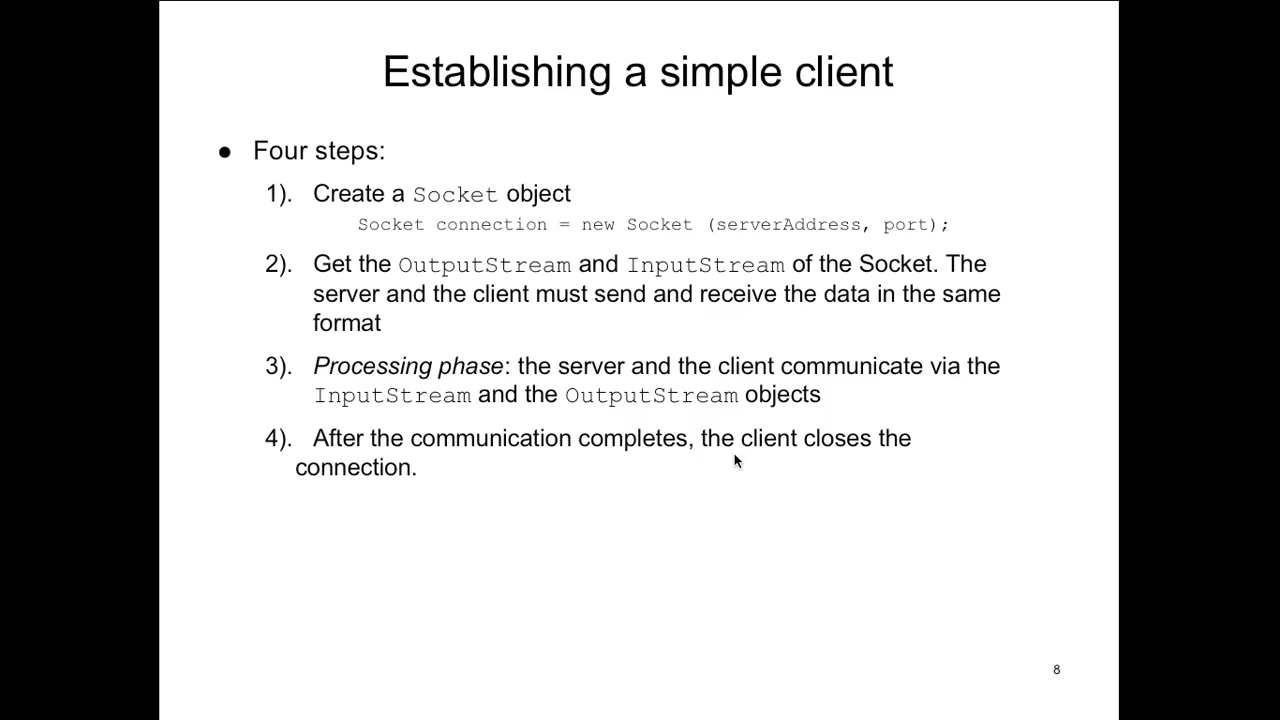 Establishing a simple client
● Four steps:
1). Create a Socket object
Socket connection = new Socket (serverAddress, port);
2). Get the OutputStream and InputStream of the Socket. The
server and the client must send and receive the data in the same
format
3). Processing phase: the server and the client communicate via the
InputStream and the OutputStream objects
4). After the communication completes, the client closes the
connection.
8